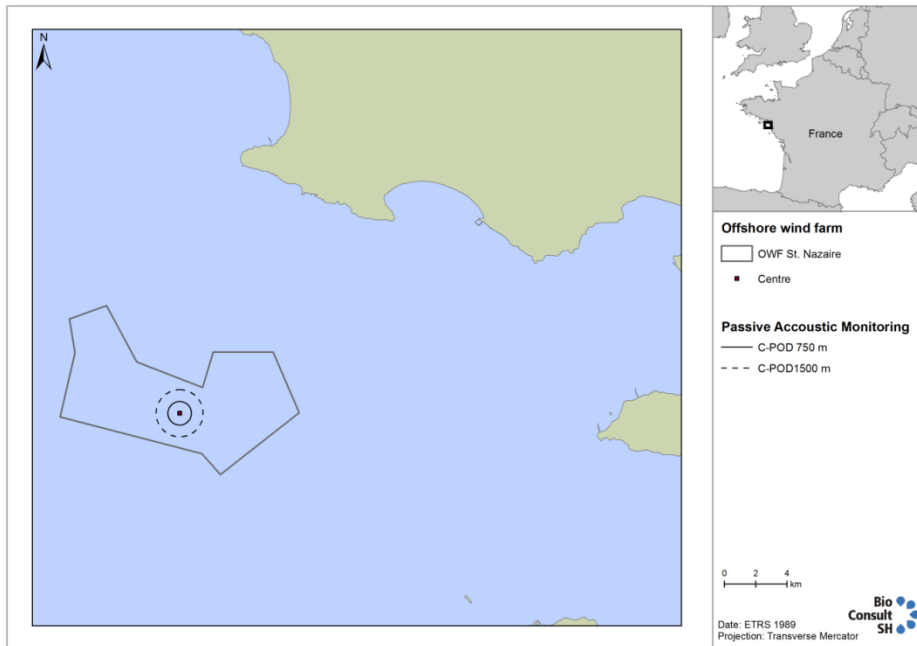 N
France
Offshore wind farm
OWF St. Nazaire
Centre
Passive Accoustic Monitoring
C-POD 750 m
C-POD1500 m
0 2 4
km
Bio
Consult
SH
Date: ETRS 1989
Projection: Transverse Mercator